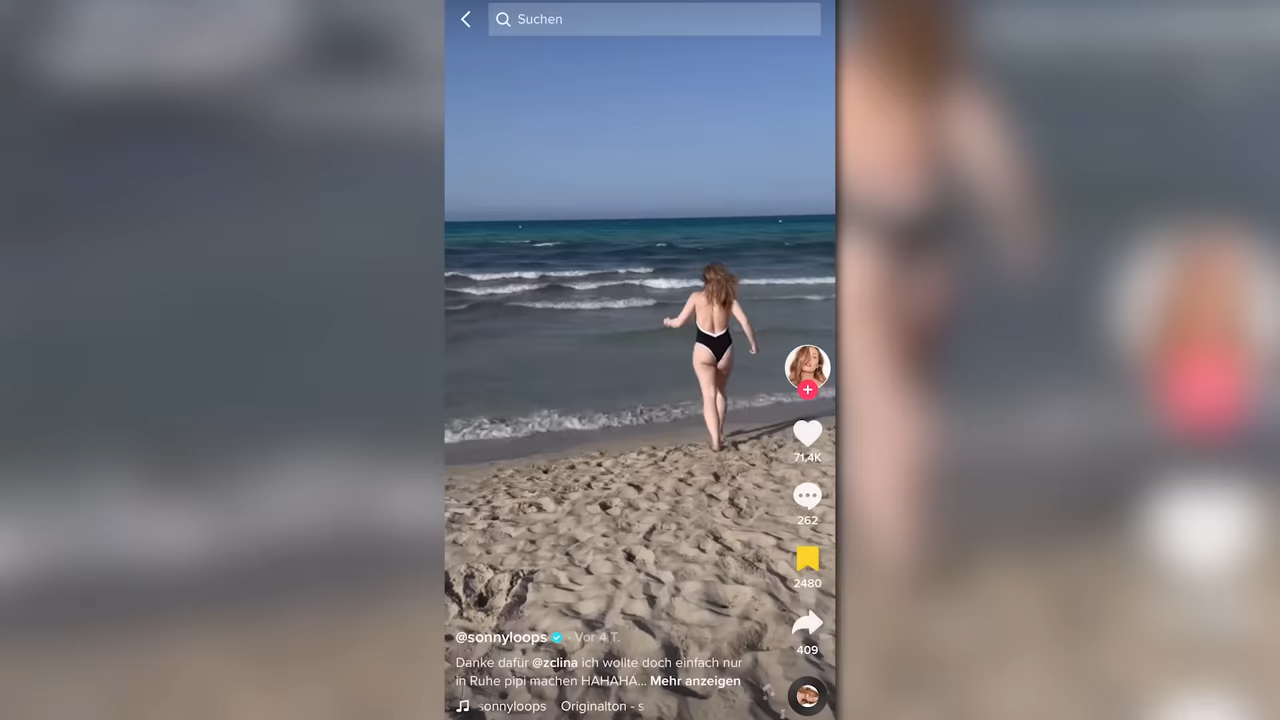 Suchen
71,4K
262
2480
409
@sonnyloops · Vor 4 T.
Danke dafür @zclina ich wollte doch einfach nur
in Ruhe pipi machen HAHAHA... Mehr anzeigen
sonnyloops Originalton - s